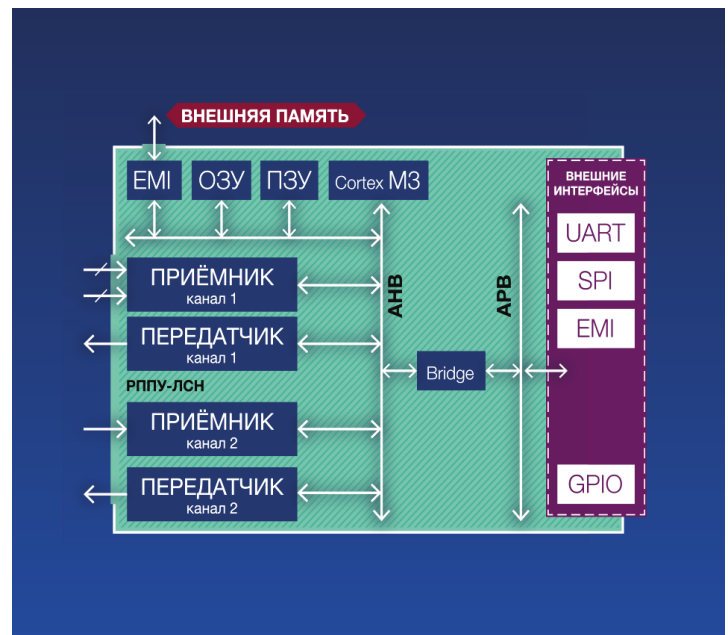 ВНЕШНЯЯ ПАМЯТЬ
EMI
ОЗУ
ПЗУ
Cortex M3
ВНЕШНИЕ
ИНТЕРФЕЙСЫ
UART
SPI
EMI
GPIO
ПРИЁМНИК
канал 1
ПЕРЕДАТЧИК
канал 1
РППУ-ЛСН
ПРИЁМНИК
канал 2
ПЕРЕДАТЧИК
канал 2
AHB
Bridge
APB